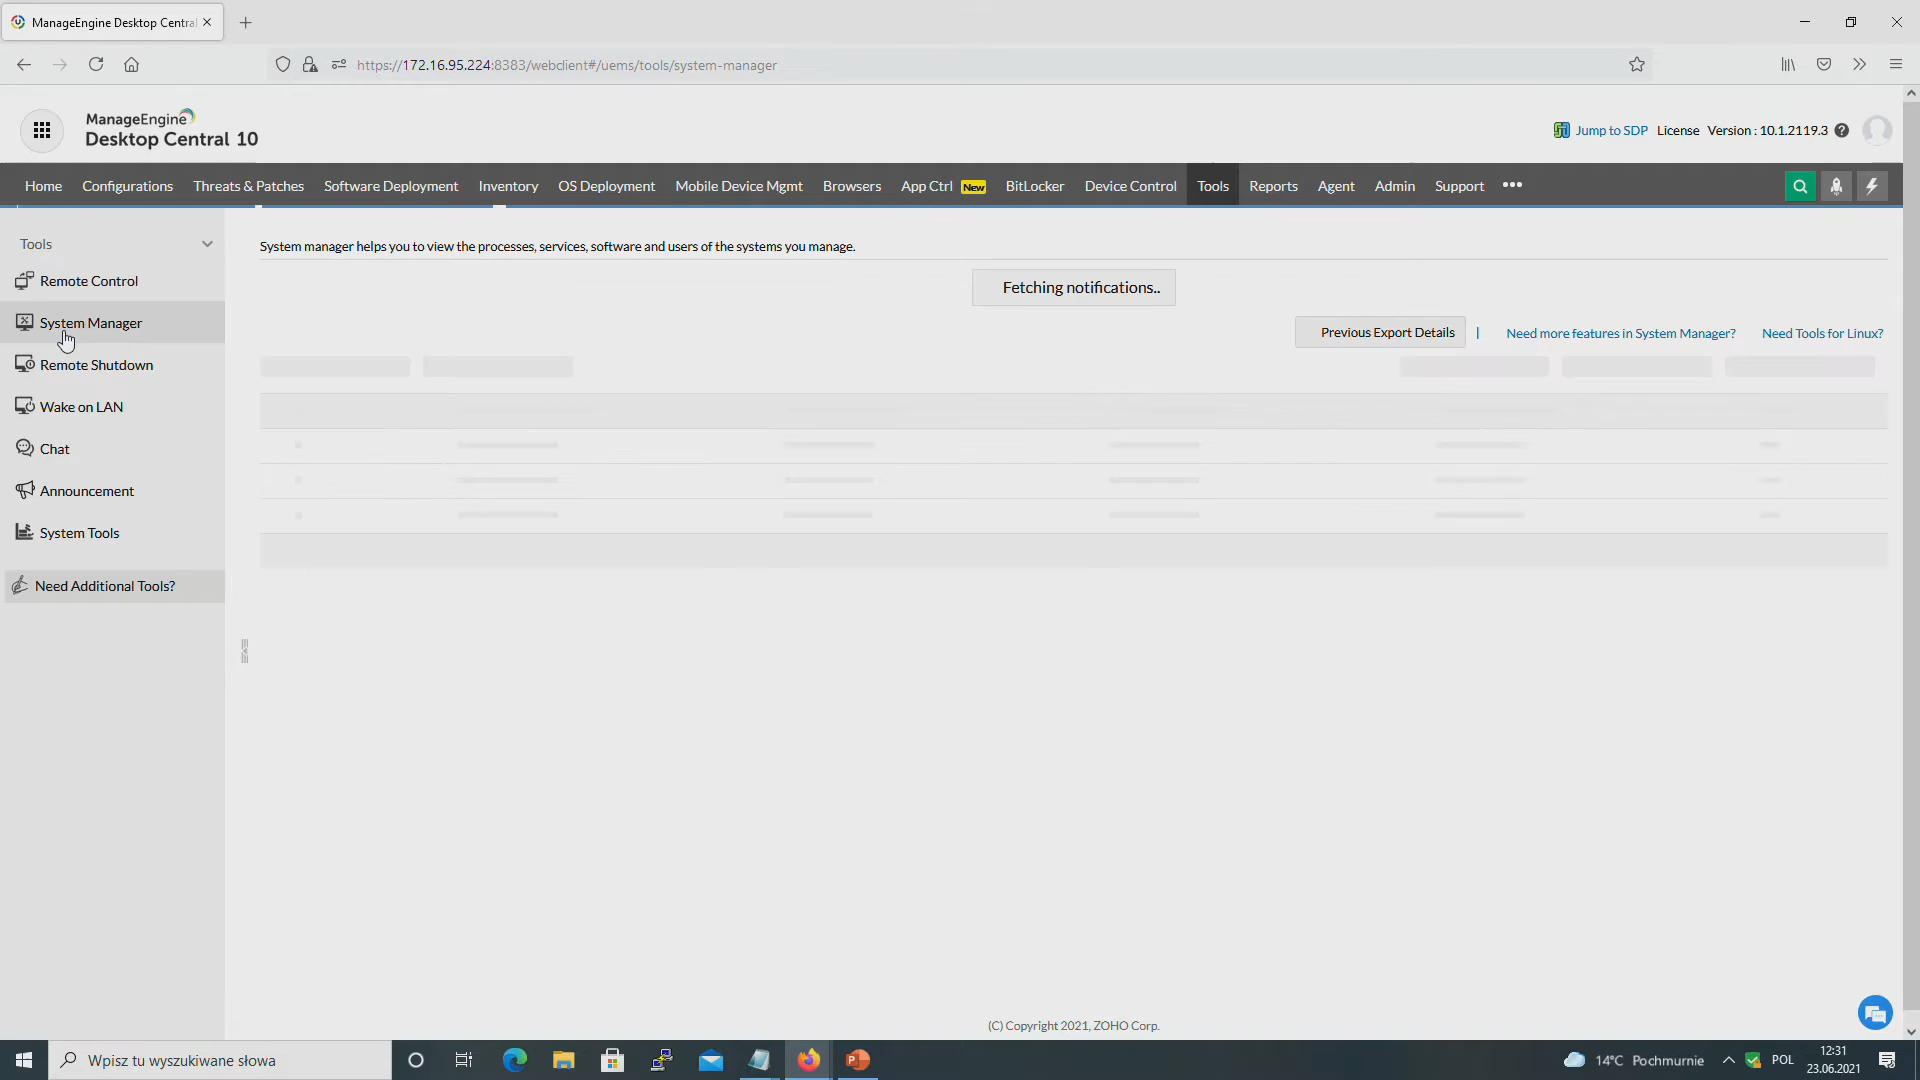 ManageEngine Desktop Central
https://172.16.95.224:8383/webclient#/uems/tools/system-manager
ManageEngine
Desktop Central 10
Jump to SDP License Version : 10.1.2119.3
Home Configurations Threats & Patches Software Deployment Inventory OS Deployment Mobile Device Mgmt Browsers App Ctrl New BitLocker Device Control Tools Reports Agent Admin Support
Tools
Remote Control
System Manager
Remote Shutdown
Wake on LAN
Chat
Announcement
System Tools
Need Additional Tools?
System manager helps you to view the processes, services, software and users of the systems you manage.
Fetching notifications..
Previous Export Details | Need more features in System Manager? Need Tools for Linux?
(C) Copyright 2021, ZOHO Corp.
Wpisz tu wyszukiwane słowa
14°C Pochmurnie
POL
12:31
23.06.2021